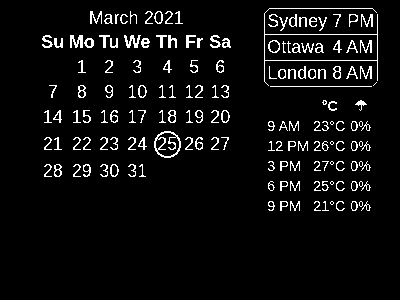 March 2021
Su Mo Tu We Th Fr Sa
1 2 3 4 5 6
7 8 9 10 11 12 13
14 15 16 17 18 19 20
21 22 23 24 25 26 27
28 29 30 31
Sydney 7 PM
Ottawa 4 AM
London 8 AM
°C ☂
9 AM 23°C 0%
12 PM 26°C 0%
3 PM 27°C 0%
6 PM 25°C 0%
9 PM 21°C 0%